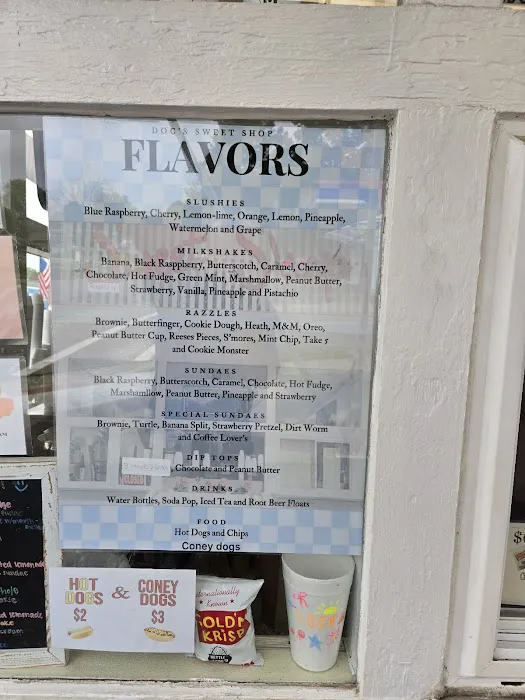 DOC'S SWEET SHOP
FLAVORS
SLUSHIES
Blue Raspberry, Cherry, Lemon-lime, Orange, Lemon, Pineapple,
Watermelon and Grape
MILKSHAKES
Banana, Black Rasppberry, Butterscotch, Caramel, Cherry,
Chocolate, Hot Fudge, Green Mint, Marshmallow, Peanut Butter,
Strawberry, Vanilla, Pineapple and Pistachio
RAZZLES
Brownie, Butterfinger, Cookie Dough, Heath, M&M, Oreo,
Peanut Butter Cup, Reeses Pieces, S'mores, Mint Chip, Take 5
and Cookie Monster
SUNDAES
Black Raspberry, Butterscotch, Caramel, Chocolate, Hot Fudge,
Marshamllow, Peanut Butter, Pineapple and Strawberry
SPECIAL SUNDAES
Brownie, Turtle, Banana Split, Strawberry Pretzel, Dirt Worm
and Coffee Lover's
DIP TOPS
Chocolate and Peanut Butter
DRINKS
Water Bottles, Soda Pop, Iced Tea and Root Beer Floats
FOOD
Hot Dogs and Chips
Coney dogs
HOT DOGS & CONEY DOGS
$2 $3
Known